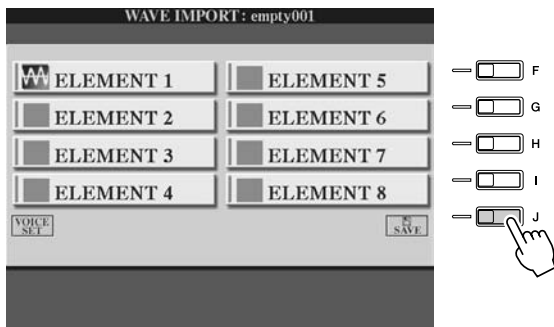 WAVE IMPORT: empty001
ELEMENT 1
ELEMENT 2
ELEMENT 3
ELEMENT 4
ELEMENT 5
ELEMENT 6
ELEMENT 7
ELEMENT 8
VOICE
SET
SAVE
F
G
H
I
J